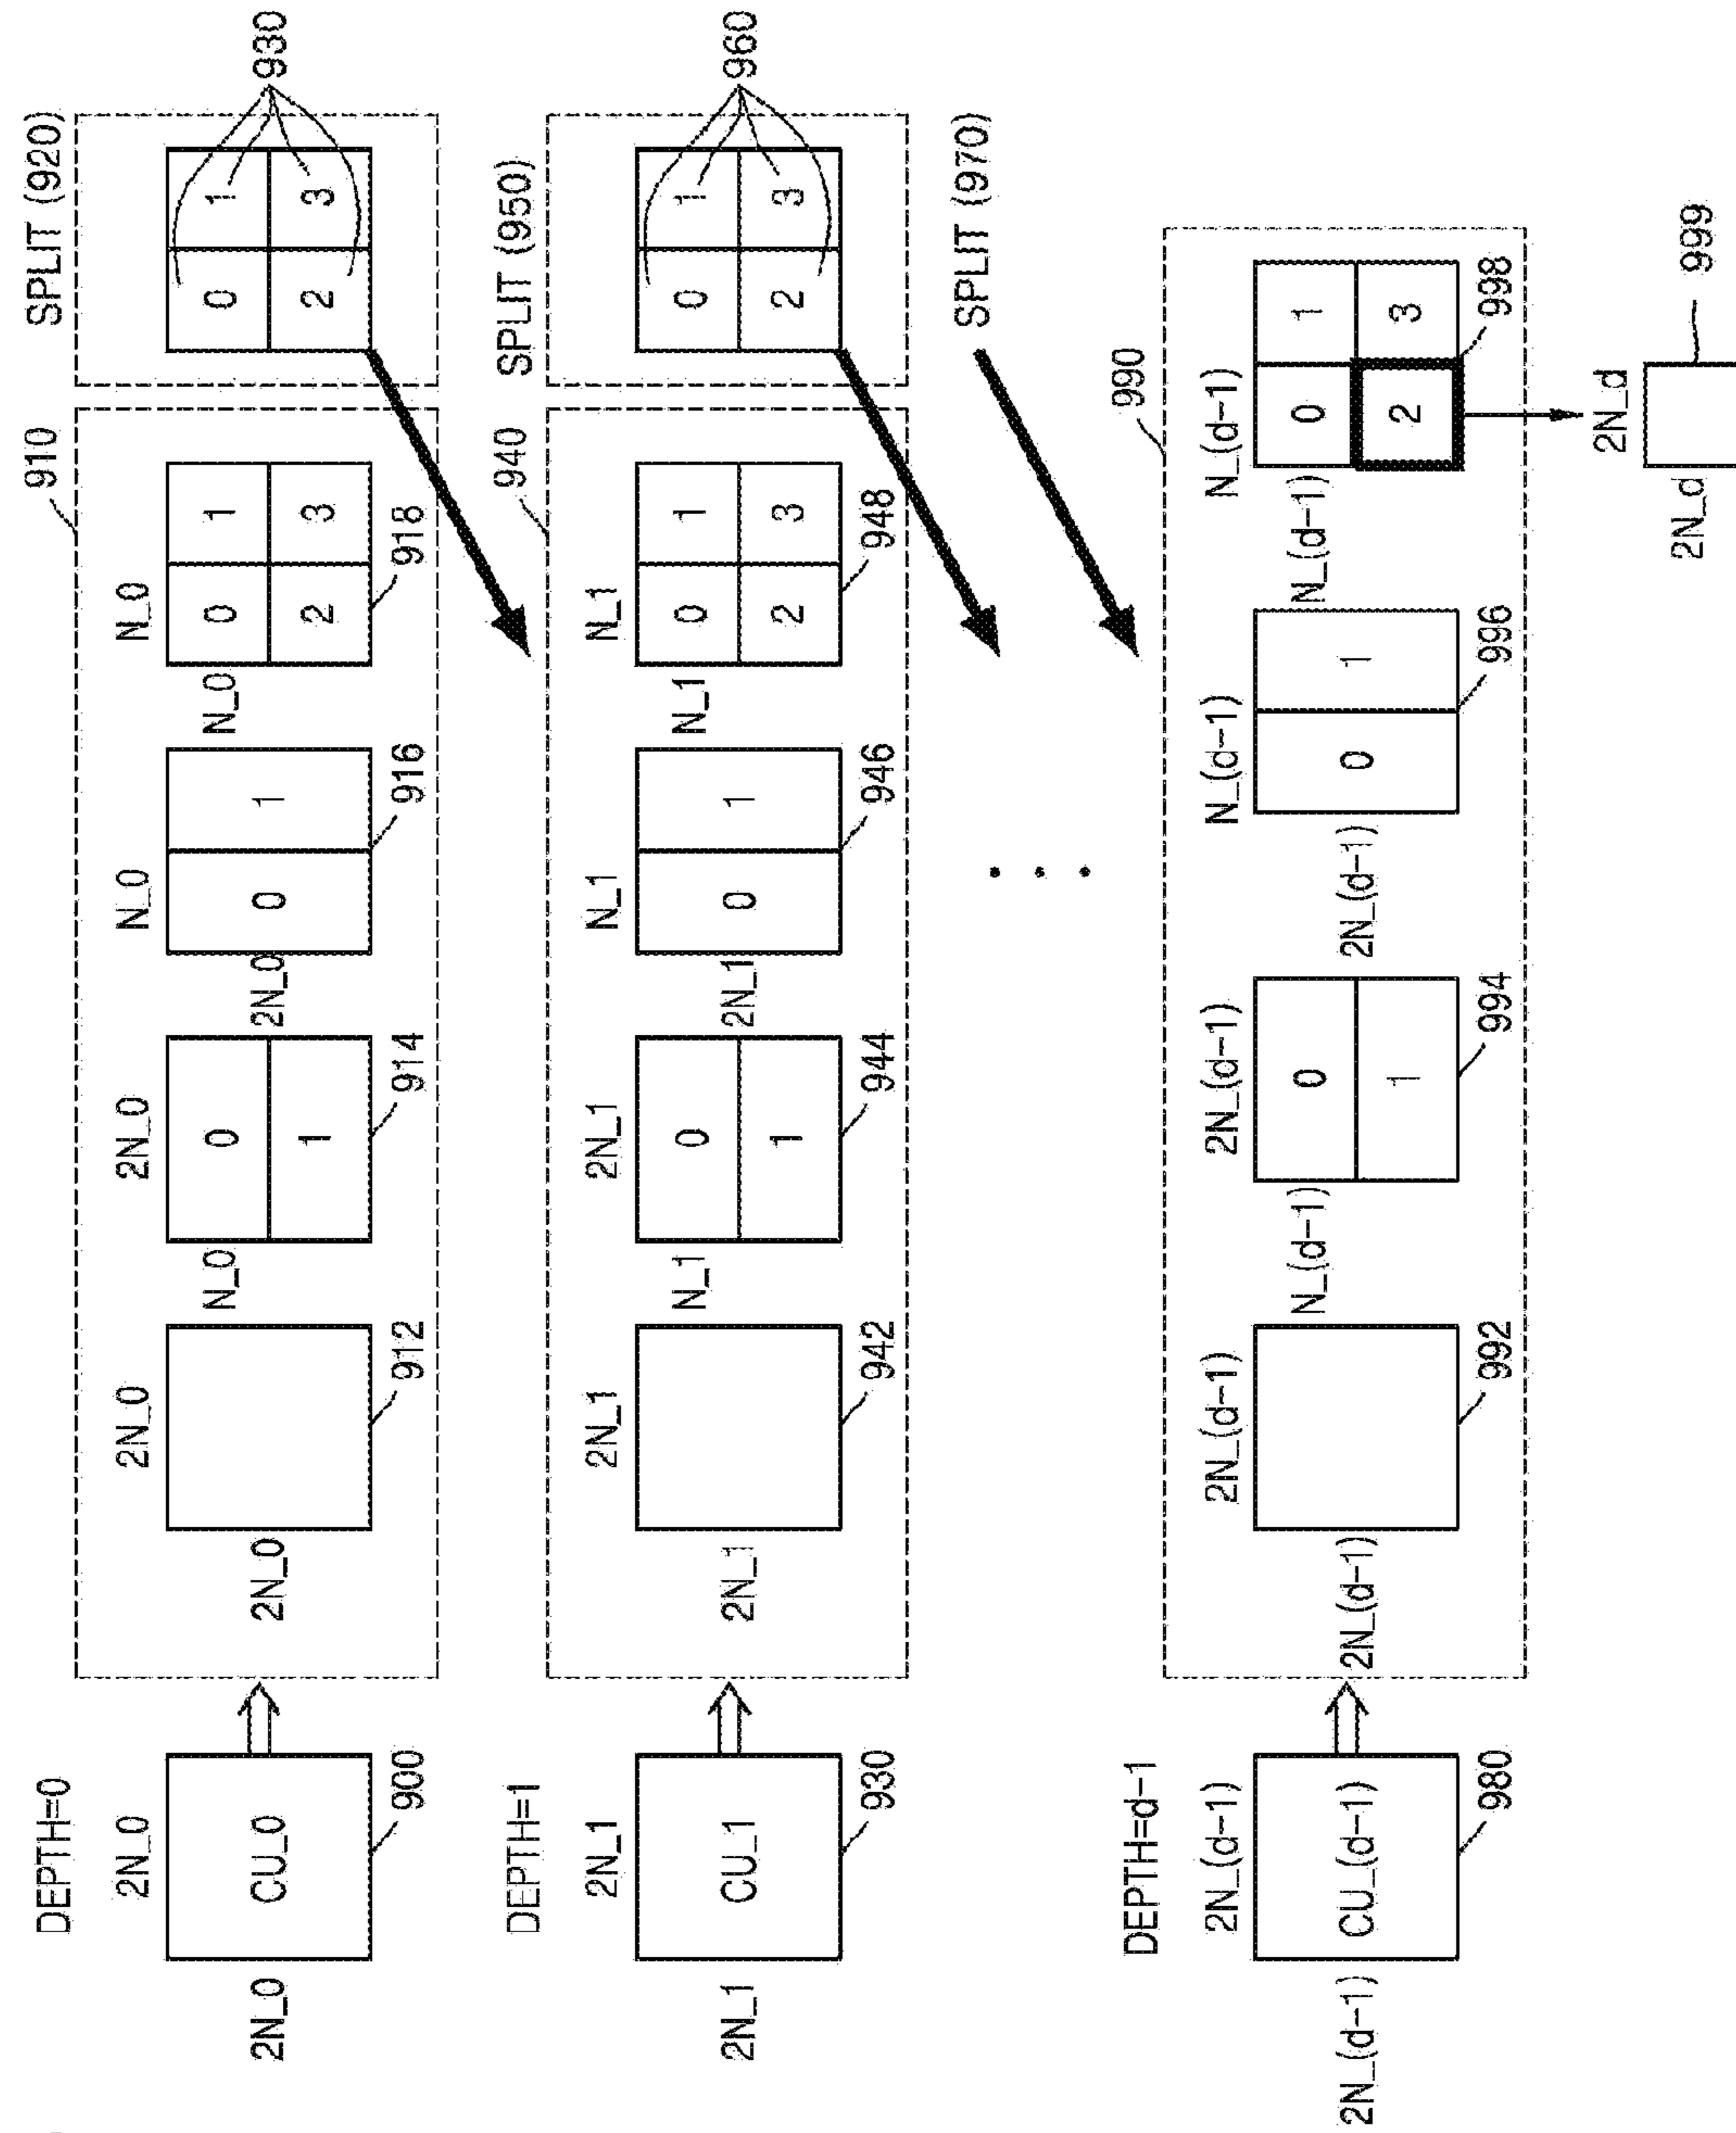 DEPTH=0
2N_0
2N_0
CU_0
900
910
2N_0
2N_0
912
2N_0
N_0
0
1
914
N_0
2N_0
0 1
916
N_0
N_0
0 1
2 3
918
SPLIT (920)
0 1
2 3
930
DEPTH=1
2N_1
2N_1
CU_1
930
940
2N_1
2N_1
942
2N_1
N_1
0
1
944
N_1
2N_1
0 1
946
N_1
N_1
0 1
2 3
948
SPLIT (950)
0 1
2 3
960
SPLIT (970)
DEPTH=d-1
2N_(d-1)
2N_(d-1)
CU_(d-1)
980
990
2N_(d-1)
2N_(d-1)
992
2N_(d-1)
N_(d-1)
0
1
994
N_(d-1)
2N_(d-1)
0 1
996
N_(d-1)
N_(d-1)
0 1
2 3
998
2N_d
2N_d
999